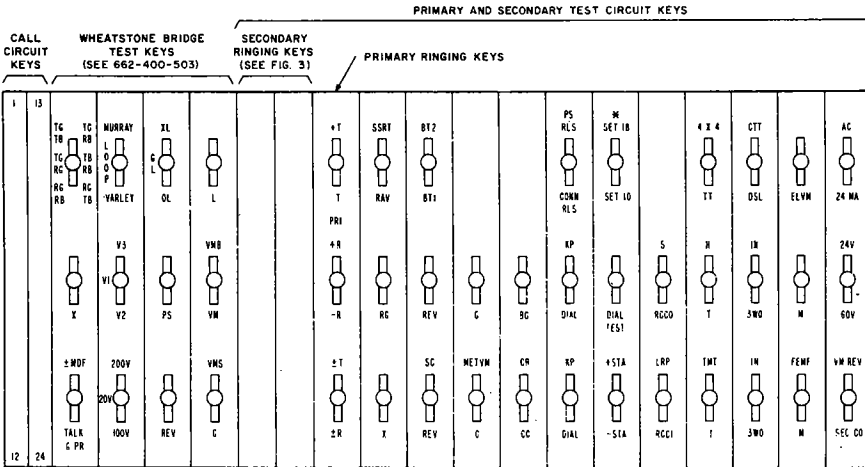 PRIMARY AND SECONDARY TEST CIRCUIT KEYS
CALL CIRCUIT KEYS
WHEATSTONE BRIDGE TEST KEYS (SEE 662-400-503)
SECONDARY RINGING KEYS (SEE FIG. 3)
PRIMARY RINGING KEYS
1 13
TG TG MURRAY XL +T SSRT BT2 PS RLS * SET 1B 4 X 4 CTT AC
TB RB
TG TB LOOP G L
RG RB
RG RG VARLEY OL L T RAV BT1 CONN RLS SET 10 TT DSL ELVM 24 MA
RB TB
PRI
V3 VMB +R KP S N IN 24V
V1
X V2 PS VM -R RG REV G BG DIAL DIAL TEST RCCO T 3WO M 60V
±MDF 200V VMS ±T SG METVM CR KP +STA LRP TMT IN FEMF VM REV
20V
TALK & PR 100V REV G ±R X REV C CC DIAL -STA RCC1 T 3WO M SEC CO
12 24